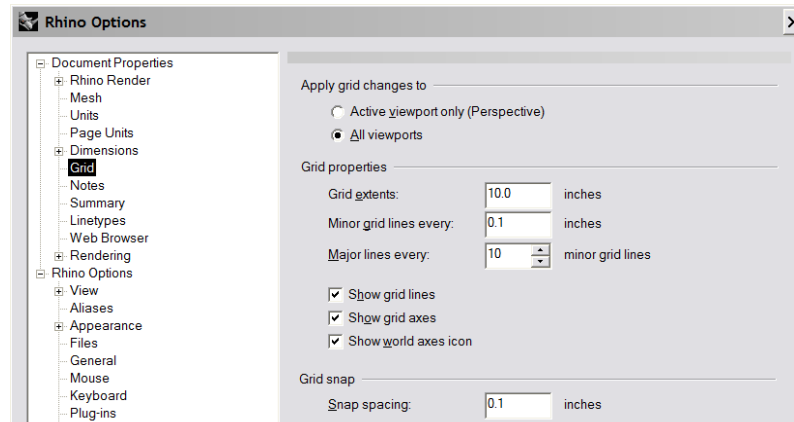 Rhino Options
Document Properties
Rhino Render
Mesh
Units
Page Units
Dimensions
Grid
Notes
Summary
Linetypes
Web Browser
Rendering
Rhino Options
View
Aliases
Appearance
Files
General
Mouse
Keyboard
Plug-ins
Apply grid changes to
Active viewport only (Perspective)
All viewports
Grid properties
Grid extents: 10.0 inches
Minor grid lines every: 0.1 inches
Major lines every: 10 minor grid lines
Show grid lines
Show grid axes
Show world axes icon
Grid snap
Snap spacing: 0.1 inches